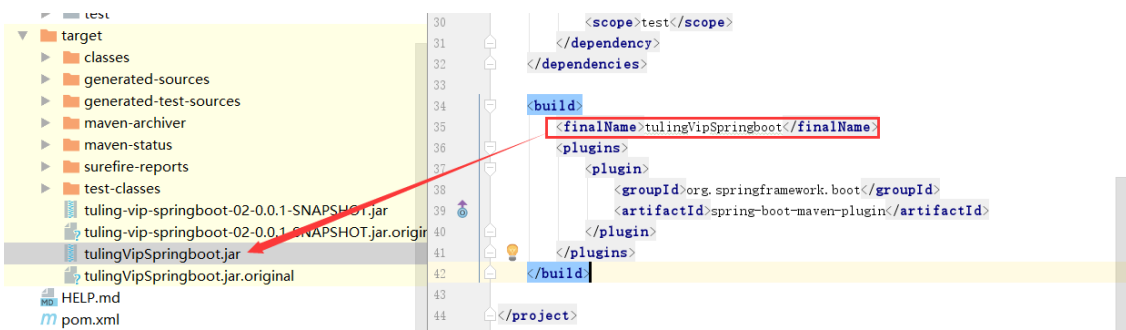 test
target
classes
generated-sources
generated-test-sources
maven-archiver
maven-status
surefire-reports
test-classes
tuling-vip-springboot-02-0.0.1-SNAPSHOT.jar
tuling-vip-springboot-02-0.0.1-SNAPSHOT.jar.origin
tulingVipSpringboot.jar
tulingVipSpringboot.jar.original
HELP.md
pom.xml
30 <scope>test</scope>
31 </dependency>
32 </dependencies>
33
34 <build>
35 <finalName>tulingVipSpringboot</finalName>
36 <plugins>
37 <plugin>
38 <groupId>org.springframework.boot</groupId>
39 <artifactId>spring-boot-maven-plugin</artifactId>
40 </plugin>
41 </plugins>
42 </build>
43
44 </project>